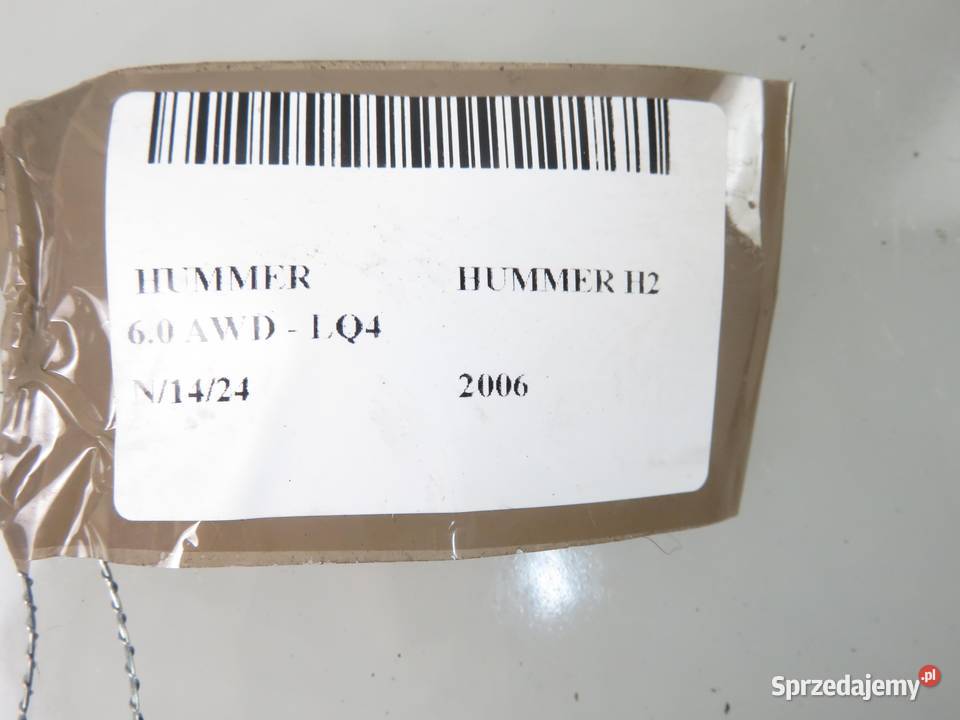 HUMMER HUMMER H2
6.0 AWD - LQ4
N/14/24 2006
Sprzedajemy.pl